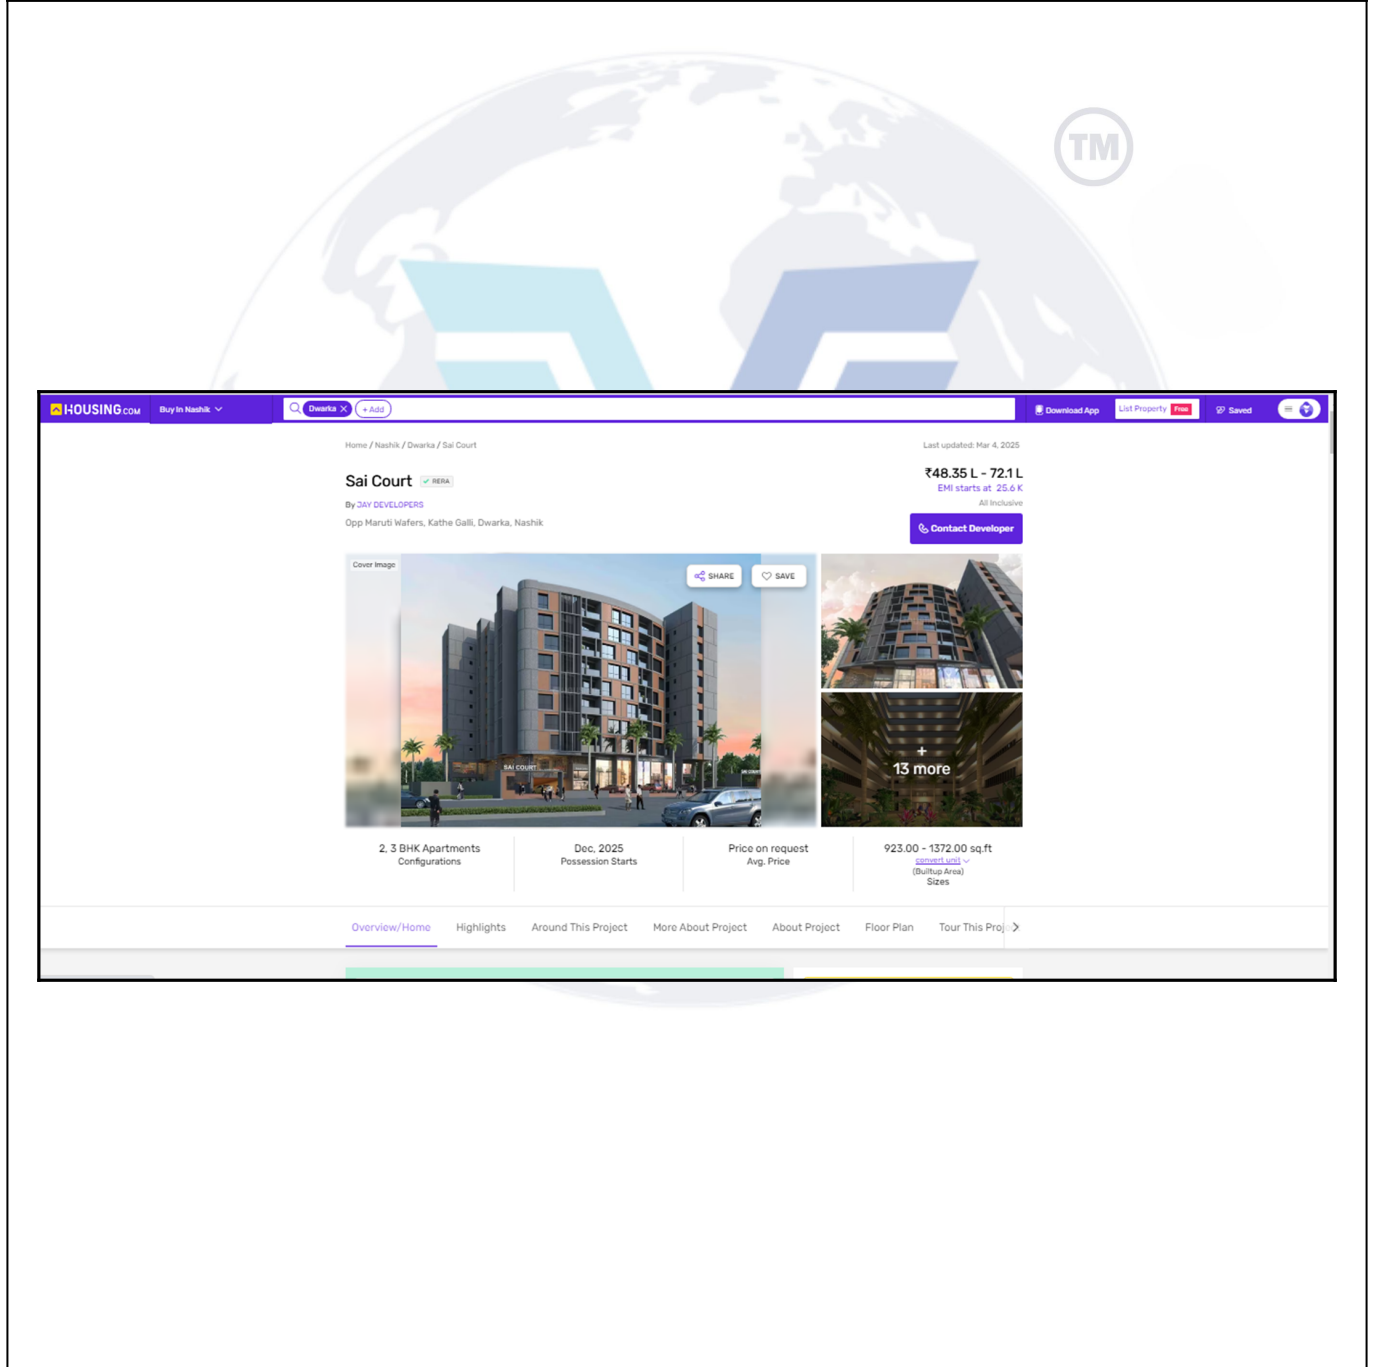 TM
HOUSING.COM
Buy In Nashik
Dwarka X
+ Add
Download App
List Property Free
Saved
Home / Nashik / Dwarka / Sai Court
Last updated: Mar 4, 2025
Sai Court
RERA
₹48.35 L - 72.1 L
EMI starts at 25.6 K
By JAY DEVELOPERS
All Inclusive
Opp Maruti Wafers, Kathe Galli, Dwarka, Nashik
Contact Developer
Cover Image
SHARE
SAVE
SAI COURT
SAI COURT
+
13 more
2, 3 BHK Apartments
Configurations
Dec, 2025
Possession Starts
Price on request
Avg. Price
923.00 - 1372.00 sq.ft
convert unit
(Builtup Area)
Sizes
Overview/Home
Highlights
Around This Project
More About Project
About Project
Floor Plan
Tour This Proj